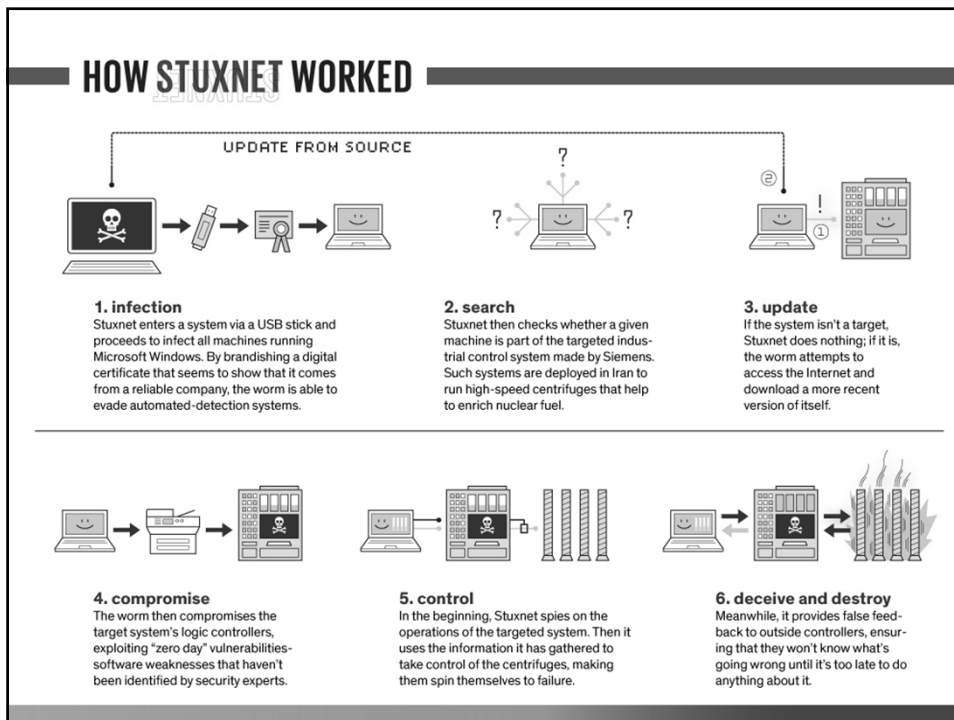 HOW STUXNET WORKED
UPDATE FROM SOURCE
?
?
?
2
!
1
1. infection
Stuxnet enters a system via a USB stick and
proceeds to infect all machines running
Microsoft Windows. By brandishing a digital
certificate that seems to show that it comes
from a reliable company, the worm is able to
evade automated-detection systems.
2. search
Stuxnet then checks whether a given
machine is part of the targeted indus-
trial control system made by Siemens.
Such systems are deployed in Iran to
run high-speed centrifuges that help
to enrich nuclear fuel.
3. update
If the system isn't a target,
Stuxnet does nothing; if it is,
the worm attempts to
access the Internet and
download a more recent
version of itself.
4. compromise
The worm then compromises the
target system's logic controllers,
exploiting "zero day" vulnerabilities-
software weaknesses that haven't
been identified by security experts.
5. control
In the beginning, Stuxnet spies on the
operations of the targeted system. Then it
uses the information it has gathered to
take control of the centrifuges, making
them spin themselves to failure.
6. deceive and destroy
Meanwhile, it provides false feed-
back to outside controllers, ensur-
ing that they won't know what's
going wrong until it's too late to do
anything about it.